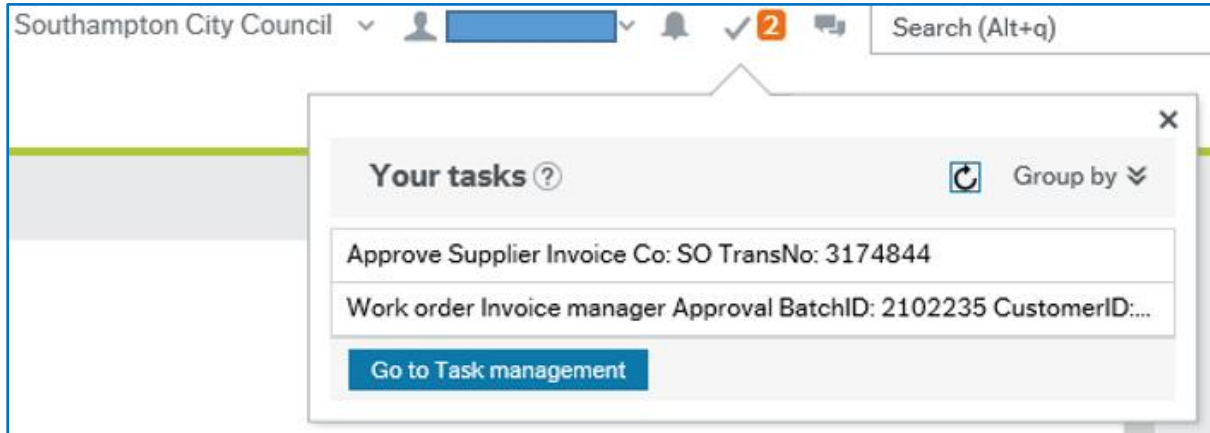 Southampton City Council 2 Search (Alt+q)
Your tasks ? Group by
Approve Supplier Invoice Co: SO TransNo: 3174844
Work order Invoice manager Approval BatchID: 2102235 CustomerID:...
Go to Task management